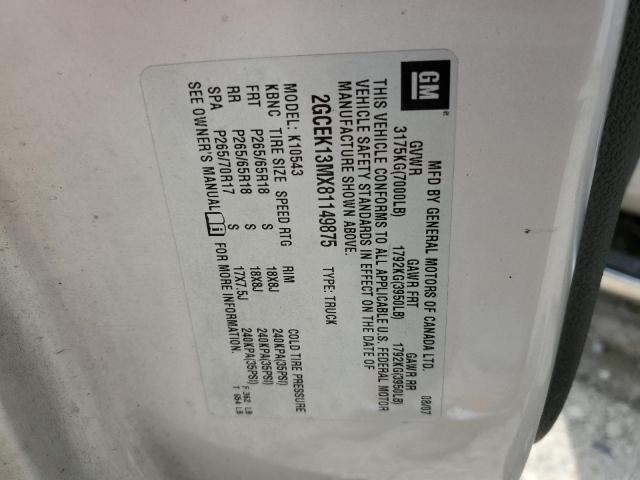 GM
MFD BY GENERAL MOTORS OF CANADA LTD. 08/07
GVWR GAWR FRT GAWR RR
3175KG(7000LB) 1792KG(3950LB) 1792KG(3950LB)
THIS VEHICLE CONFORMS TO ALL APPLICABLE U.S. FEDERAL MOTOR
VEHICLE SAFETY STANDARDS IN EFFECT ON THE DATE OF
MANUFACTURE SHOWN ABOVE.
2GCEK13MX81149875 TYPE: TRUCK
MODEL: K10543
KBNC TIRE SIZE SPEED RTG RIM COLD TIRE PRESSURE
FRT P265/65R18 S 18X8J 240KPA(35PSI)
RR P265/65R18 S 18X8J 240KPA(35PSI)
SPA P265/70R17 S 17X7.5J 240KPA(35PSI)
SEE OWNER'S MANUAL FOR MORE INFORMATION. F 362 LB
T 654 LB